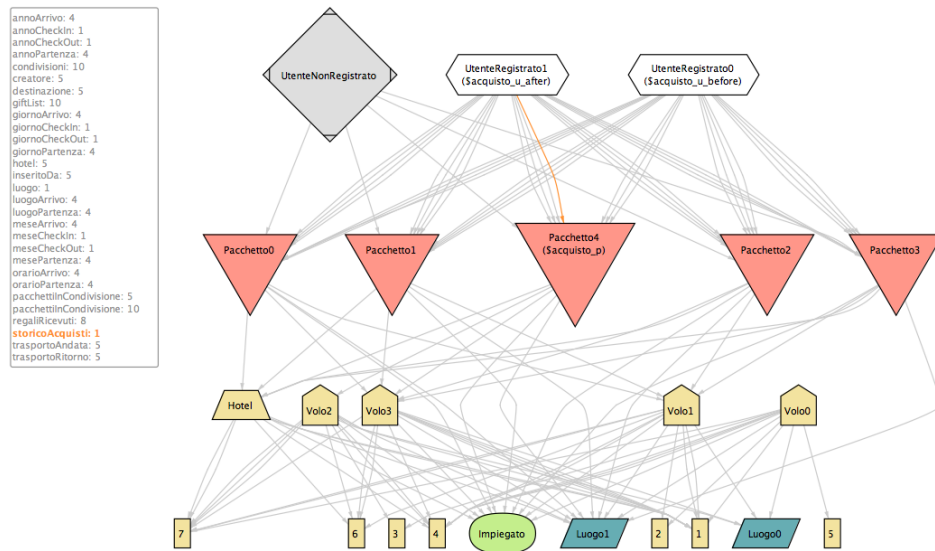 annoArrivo: 4
annoCheckIn: 1
annoCheckOut: 1
annoPartenza: 4
condivisioni: 10
creatore: 5
destinazione: 5
giftList: 10
giornoArrivo: 4
giornoCheckIn: 1
giornoCheckOut: 1
giornoPartenza: 4
hotel: 5
inseritoDa: 5
luogo: 1
luogoArrivo: 4
luogoPartenza: 4
meseArrivo: 4
meseCheckIn: 1
meseCheckOut: 1
mesePartenza: 4
orarioArrivo: 4
orarioPartenza: 4
pacchettiInCondivisione: 5
pacchettiInCondivisione: 10
regaliRicevuti: 8
storicoAcquisti: 1
trasportoAndata: 5
trasportoRitorno: 5
UtenteNonRegistrato
UtenteRegistrato1
($acquisto_u_after)
UtenteRegistrato0
($acquisto_u_before)
Pacchetto0
Pacchetto1
Pacchetto4
($acquisto_p)
Pacchetto2
Pacchetto3
Hotel
Volo2
Volo3
Volo1
Volo0
7
6
3
4
Impiegato
Luogo1
2
1
Luogo0
5